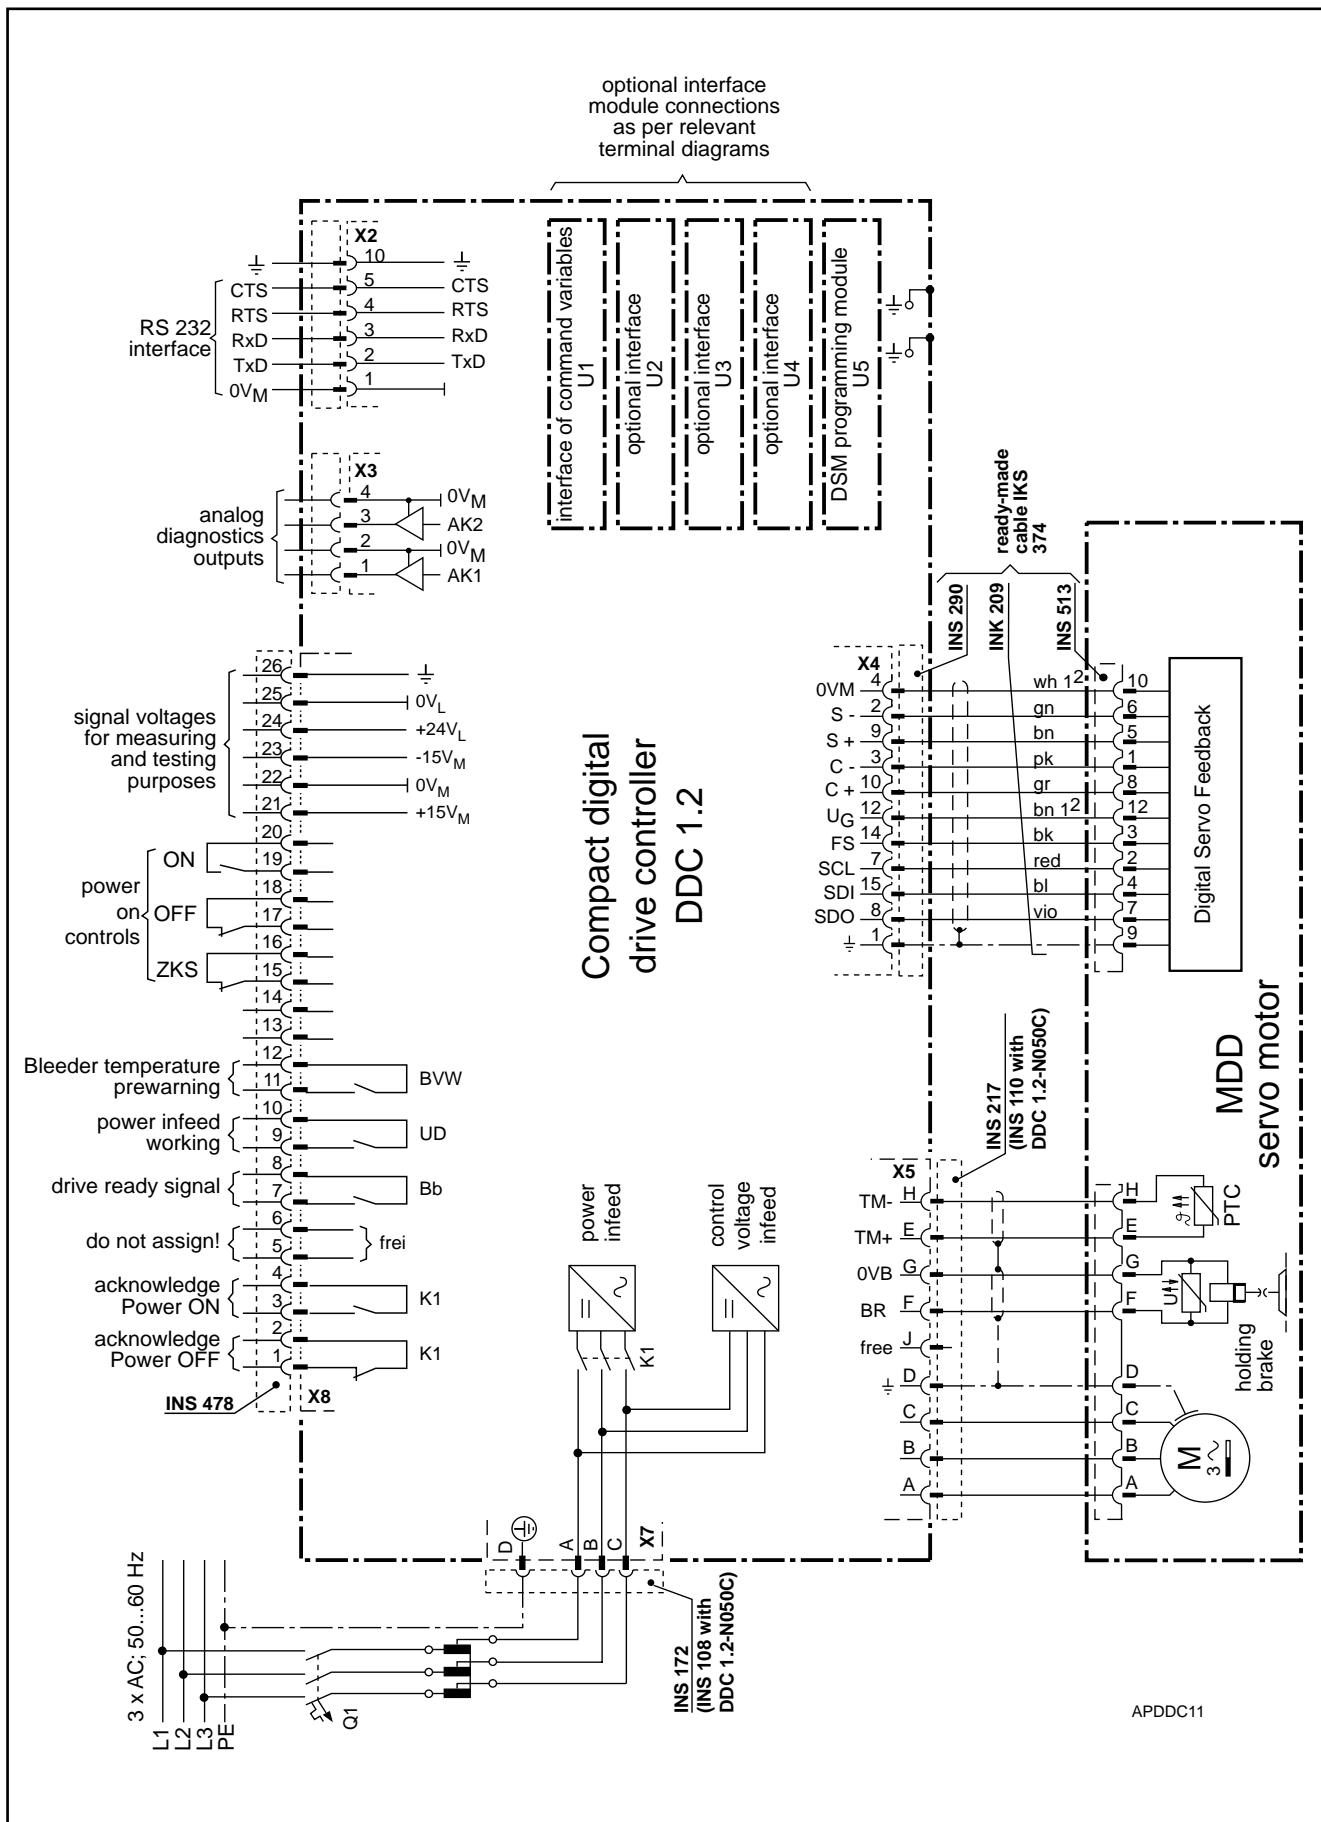 optional interface
module connections
as per relevant
terminal diagrams
X2
10
5
CTS
CTS
4
RTS
RTS
3
RxD
RxD
2
TxD
TxD
1
0VM
RS 232
interface
interface of command variables
U1
optional interface
U2
optional interface
U3
optional interface
U4
DSM programming module
U5
X3
4
0VM
3
AK2
2
0VM
1
AK1
analog
diagnostics
outputs
ready-made
cable IKS
374
INS 290
INK 209
INS 513
26
25
0VL
24
+24VL
23
-15VM
22
0VM
21
+15VM
signal voltages
for measuring
and testing
purposes
20
ON
19
18
OFF
17
16
ZKS
15
power
on
controls
14
13
12
11
Bleeder temperature
prewarning
BVW
10
9
power infeed
working
UD
8
7
drive ready signal
Bb
6
5
do not assign!
frei
4
3
acknowledge
Power ON
K1
2
1
acknowledge
Power OFF
K1
INS 478
X8
Compact digital
drive controller
DDC 1.2
X4
0VM 4 wh 1² 10
S - 2 gn 6
S + 9 bn 5
C - 3 pk 1
C + 10 gr 8
UG 12 bn 1² 12
FS 14 bk 3
SCL 7 red 2
SDI 15 bl 4
SDO 8 vio 7
1 9
Digital Servo Feedback
MDD
servo motor
INS 217
(INS 110 with
DDC 1.2-N050C)
X5
TM- H H
TM+ E E
PTC
0VB G G
BR F F
U
holding
brake
free J
D D
C C
B B
A A
M
3
power
infeed
control
voltage
infeed
K1
D
A
B
C
X7
INS 172
(INS 108 with
DDC 1.2-N050C)
3 x AC; 50...60 Hz
L1
L2
L3
PE
Q1
APDDC11